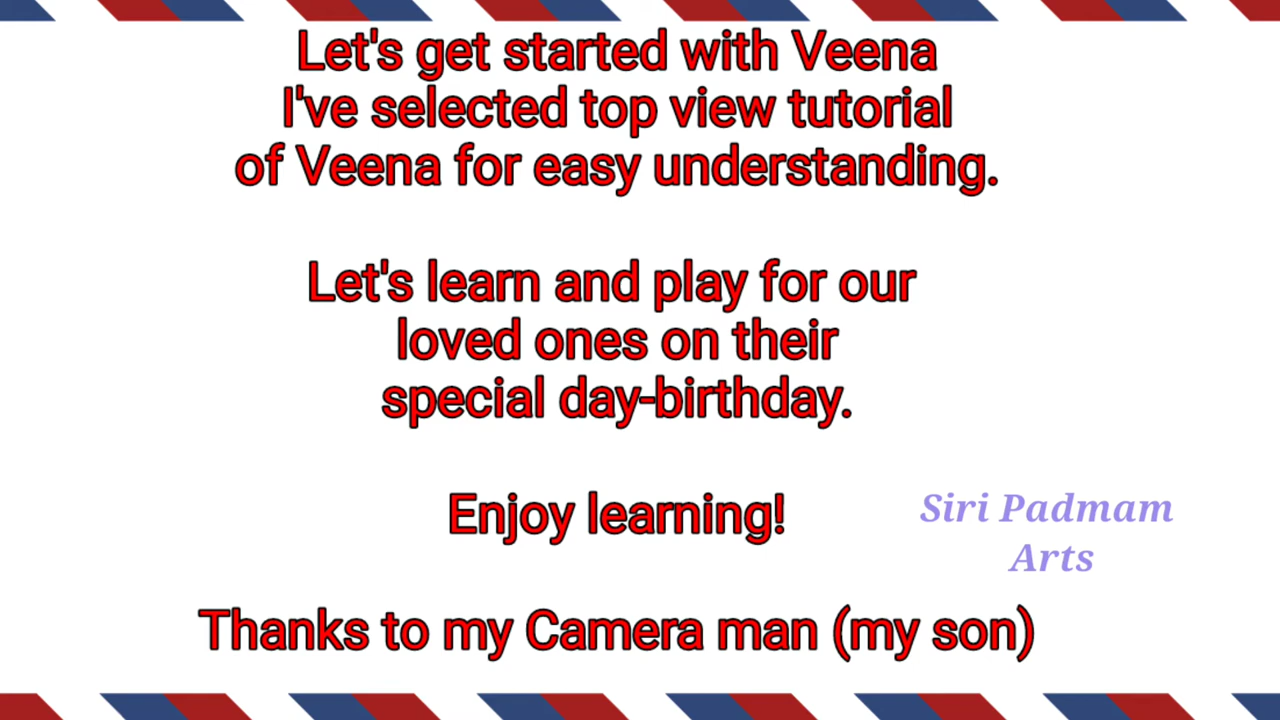 Let's get started with Veena
I've selected top view tutorial
of Veena for easy understanding.
Let's learn and play for our
loved ones on their
special day-birthday.
Enjoy learning!
Siri Padmam
Arts
Thanks to my Camera man (my son)